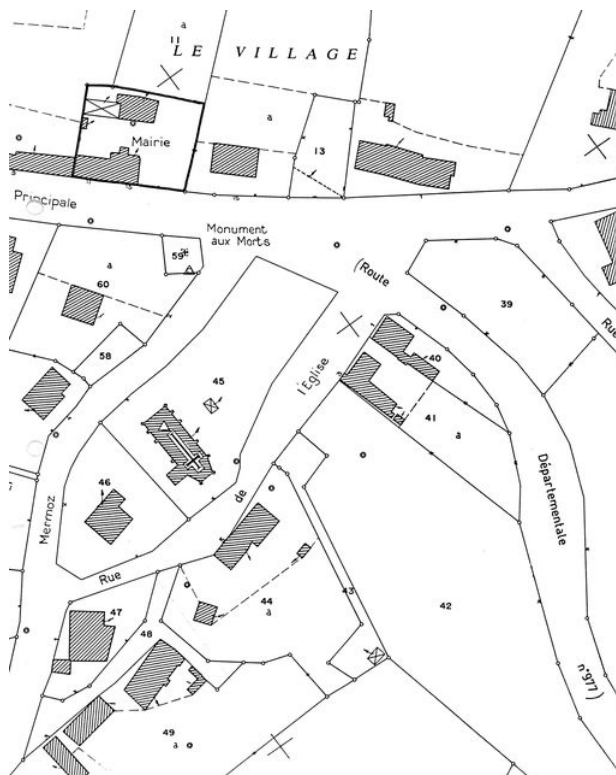 a
11
LE VILLAGE
Mairie
a
13
Principale
Monument
aux Morts
59
a
60
(Route
39
Rue
58
45
l'Eglise
40
41
a
Mermoz
46
de
Départementale
Rue
47
48
44
a
43
42
n°977)
49
a